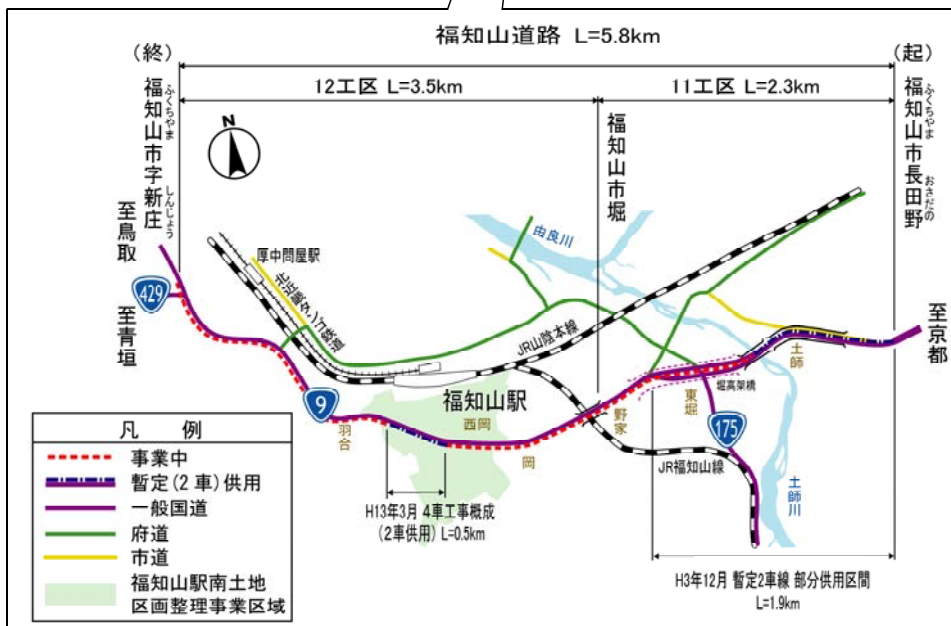 福知山道路 L=5.8km
(終)
(起)
12工区 L=3.5km
11工区 L=2.3km
福知山市字新庄
ふくちやま
しんじょう
福知山市堀
福知山市長田野
ふくちやま
おさだの
N
至鳥取
429
至青垣
至京都
厚中問屋駅
北近畿タンゴ鉄道
由良川
JR山陰本線
福知山駅
9
羽合
西岡
岡
野家
東堀
堀高架橋
土師
175
JR福知山線
土師川
H13年3月 4車工事概成
(2車供用) L=0.5km
H3年12月 暫定2車線 部分供用区間
L=1.9km
凡 例
事業中
暫定(2車)供用
一般国道
府道
市道
福知山駅南土地
区画整理事業区域